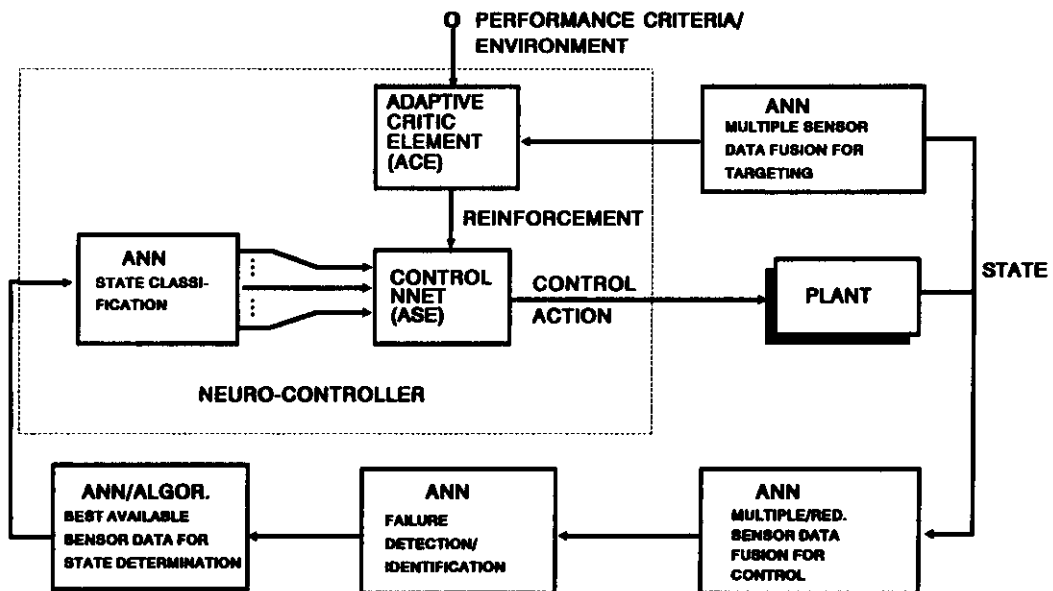 O PERFORMANCE CRITERIA/
ENVIRONMENT
ADAPTIVE
CRITIC
ELEMENT
(ACE)
ANN
MULTIPLE SENSOR
DATA FUSION FOR
TARGETING
REINFORCEMENT
ANN
STATE CLASSI-
FICATION
CONTROL
NNET
(ASE)
CONTROL
ACTION
PLANT
STATE
NEURO-CONTROLLER
ANN/ALGOR.
BEST AVAILABLE
SENSOR DATA FOR
STATE DETERMINATION
ANN
FAILURE
DETECTION/
IDENTIFICATION
ANN
MULTIPLE/RED.
SENSOR DATA
FUSION FOR
CONTROL